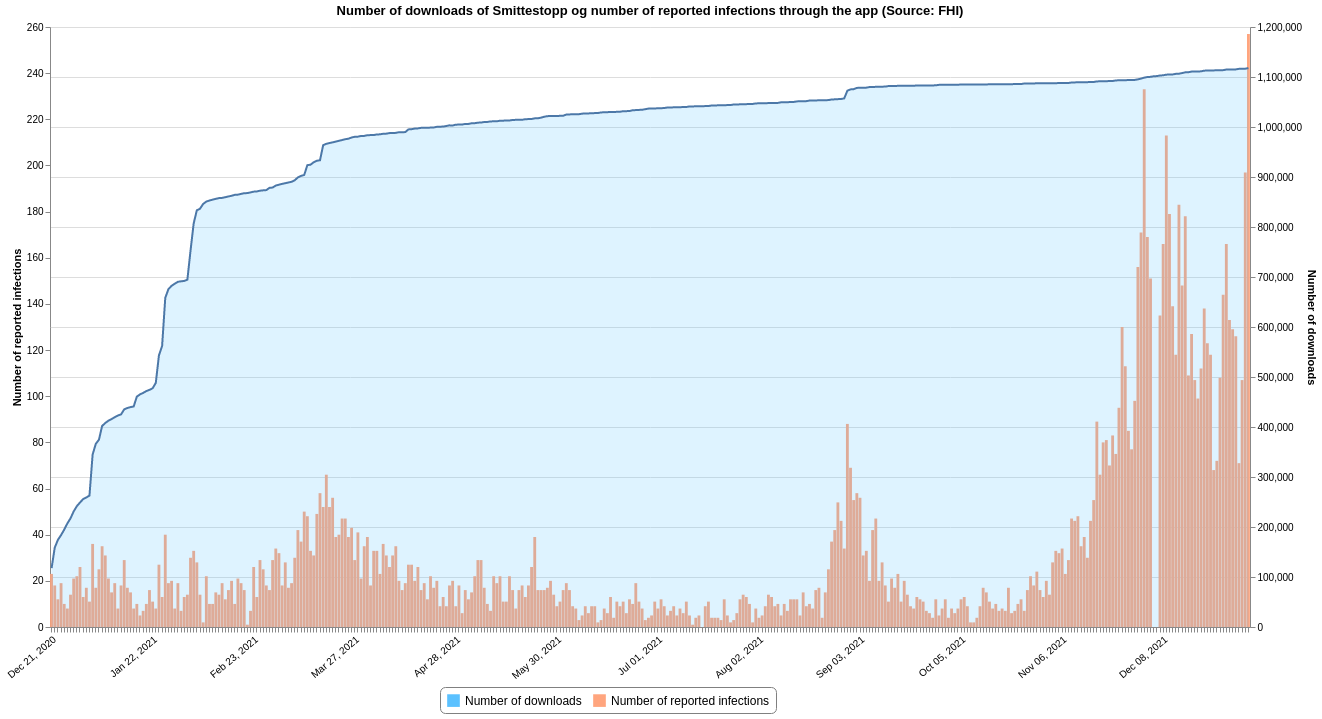 Number of downloads of Smittestopp og number of reported infections through the app (Source: FHI)
Number of reported infections
260
240
220
200
180
160
140
120
100
80
60
40
20
0
1,200,000
1,100,000
1,000,000
900,000
800,000
700,000
600,000
500,000
400,000
300,000
200,000
100,000
0
Number of downloads
Dec 21, 2020
Jan 22, 2021
Feb 23, 2021
Mar 27, 2021
Apr 28, 2021
May 30, 2021
Jul 01, 2021
Aug 02, 2021
Sep 03, 2021
Oct 05, 2021
Nov 06, 2021
Dec 08, 2021
Number of downloads
Number of reported infections